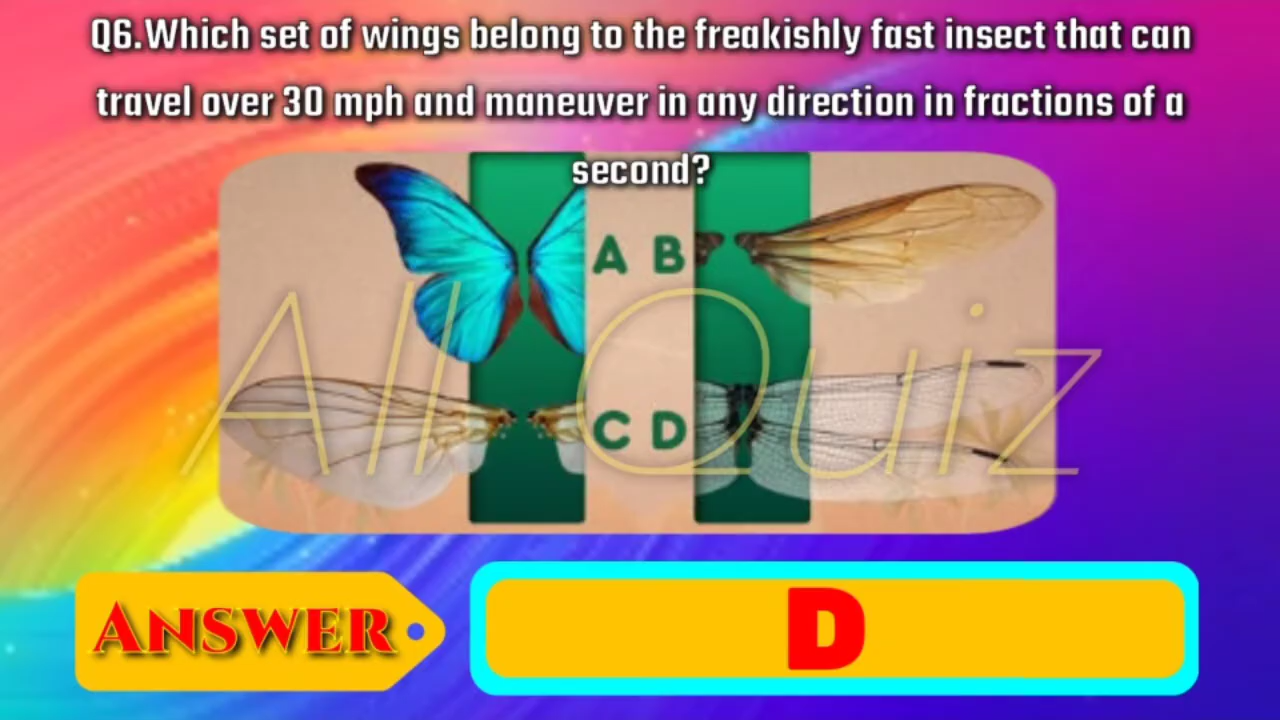 Q6.Which set of wings belong to the freakishly fast insect that can
travel over 30 mph and maneuver in any direction in fractions of a
second?
A B
C D
All Quiz
ANSWER
D